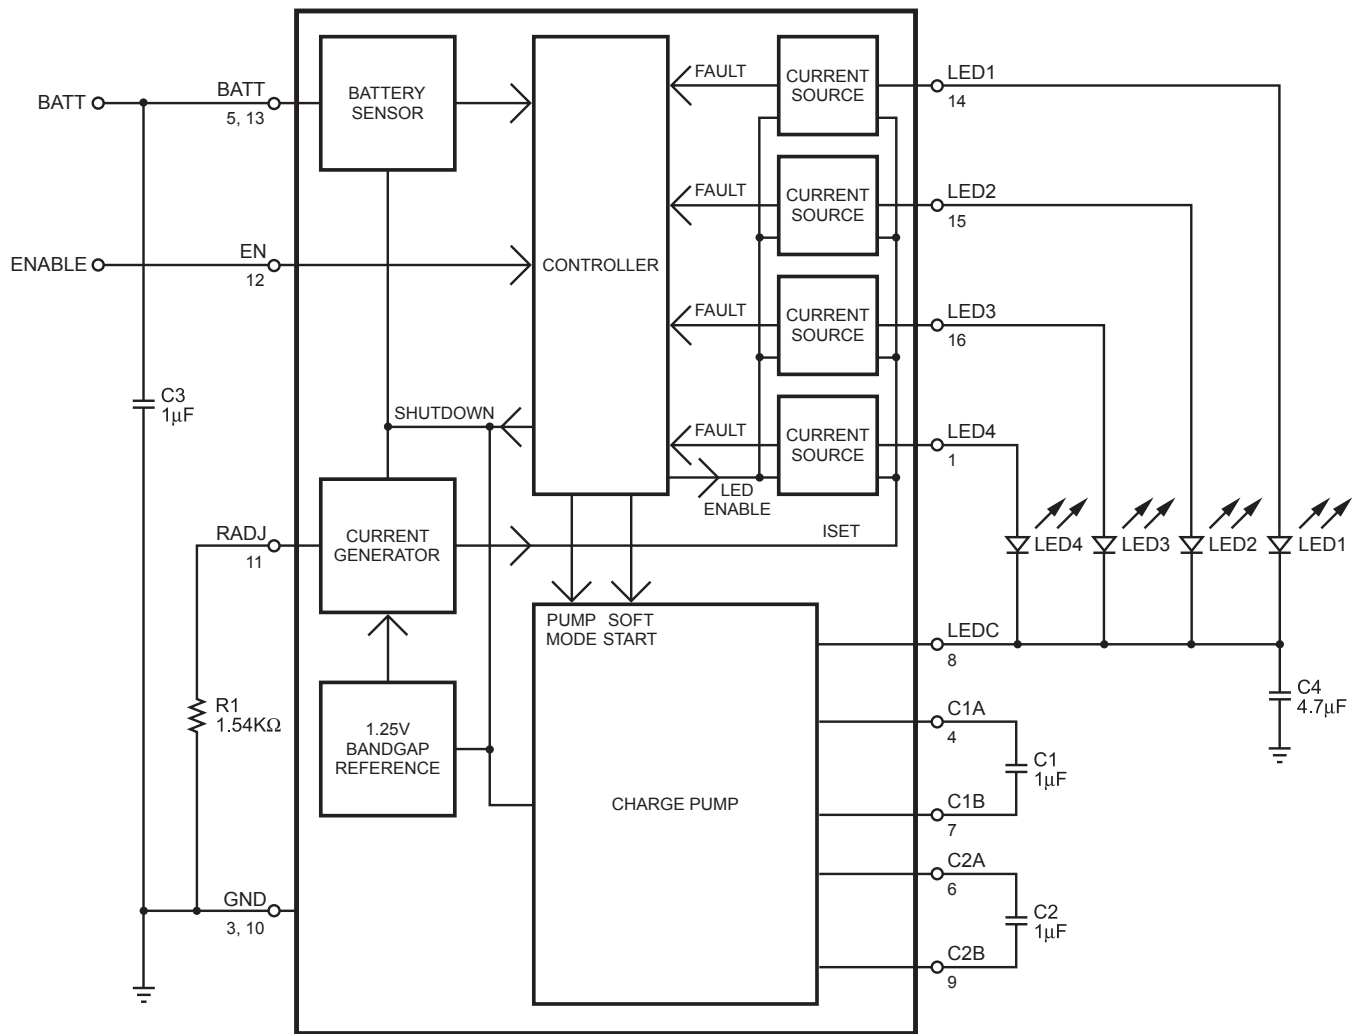 BATT
BATT
5, 13
BATTERY
SENSOR
FAULT
CURRENT
SOURCE
LED1
14
FAULT
CURRENT
SOURCE
LED2
15
ENABLE
EN
12
CONTROLLER
FAULT
CURRENT
SOURCE
LED3
16
C3
1μF
SHUTDOWN
FAULT
CURRENT
SOURCE
LED4
1
LED
ENABLE
RADJ
11
CURRENT
GENERATOR
ISET
LED4
LED3
LED2
LED1
PUMP
MODE
SOFT
START
LEDC
8
R1
1.54KΩ
1.25V
BANDGAP
REFERENCE
CHARGE PUMP
C4
4.7μF
C1A
4
C1
1μF
C1B
7
C2A
6
C2
1μF
C2B
9
GND
3, 10